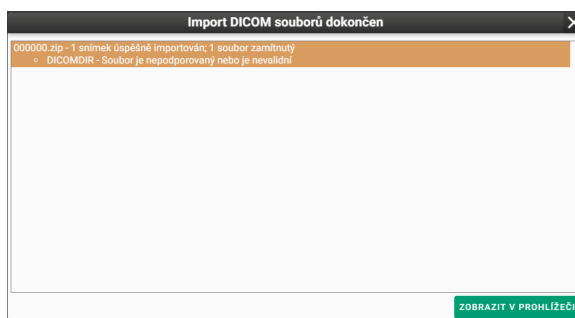 Import DICOM souborů dokončen
000000.zip - 1 snímek úspěšně importován; 1 soubor zamítnutý
DICOMDIR - Soubor je nepodporovaný nebo je nevalidní
ZOBRAZIT V PROHLÍŽEČI